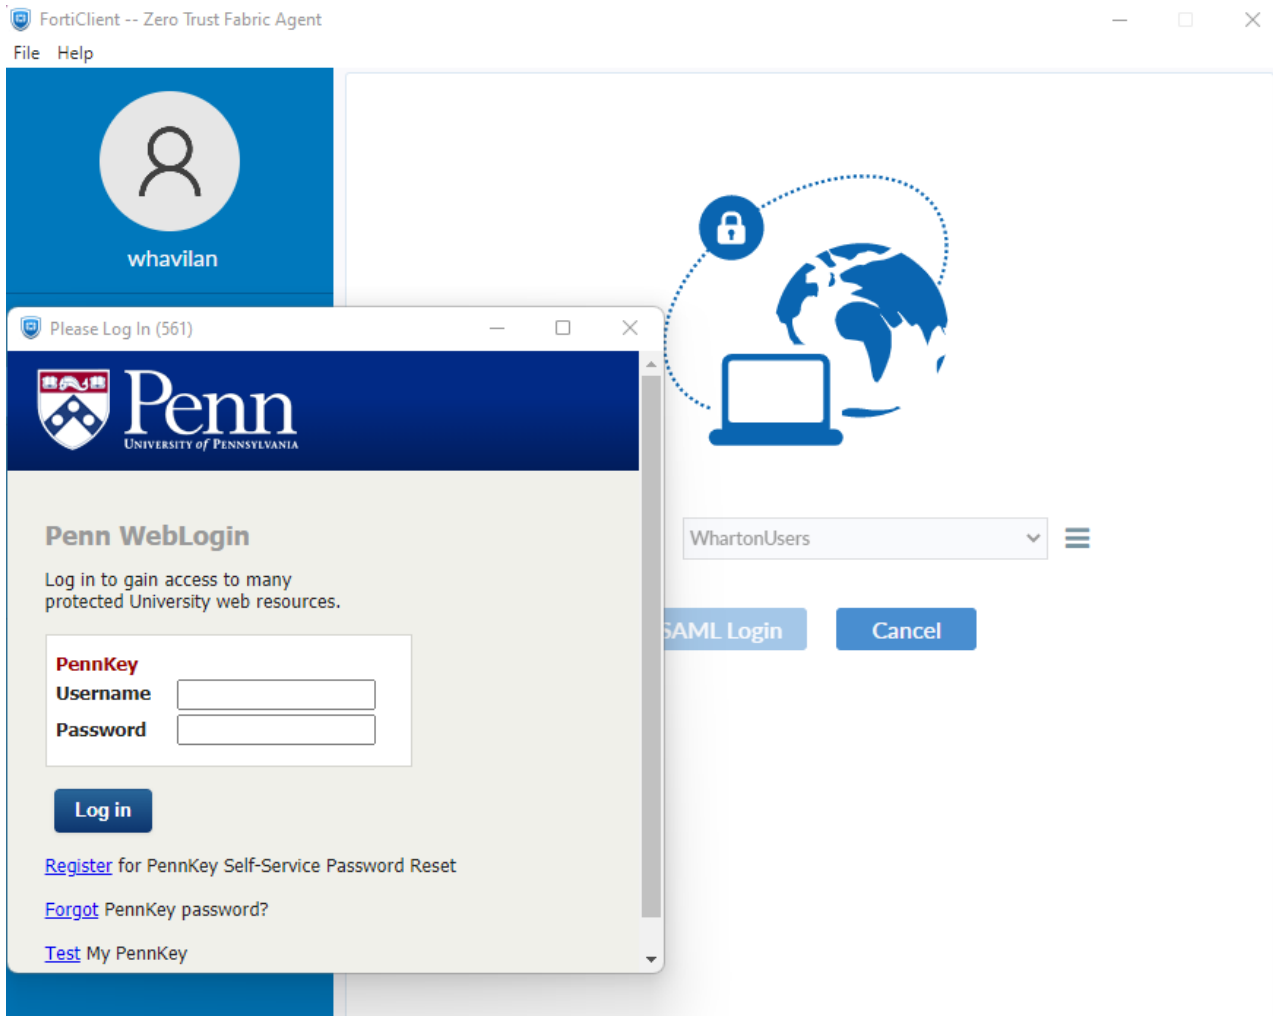 FortiClient -- Zero Trust Fabric Agent
File Help
whavilan
Please Log In (561)
Penn
UNIVERSITY of PENNSYLVANIA
Penn WebLogin
Log in to gain access to many
protected University web resources.
PennKey
Username
Password
Log in
Register for PennKey Self-Service Password Reset
Forgot PennKey password?
Test My PennKey
WhartonUsers
SAML Login
Cancel